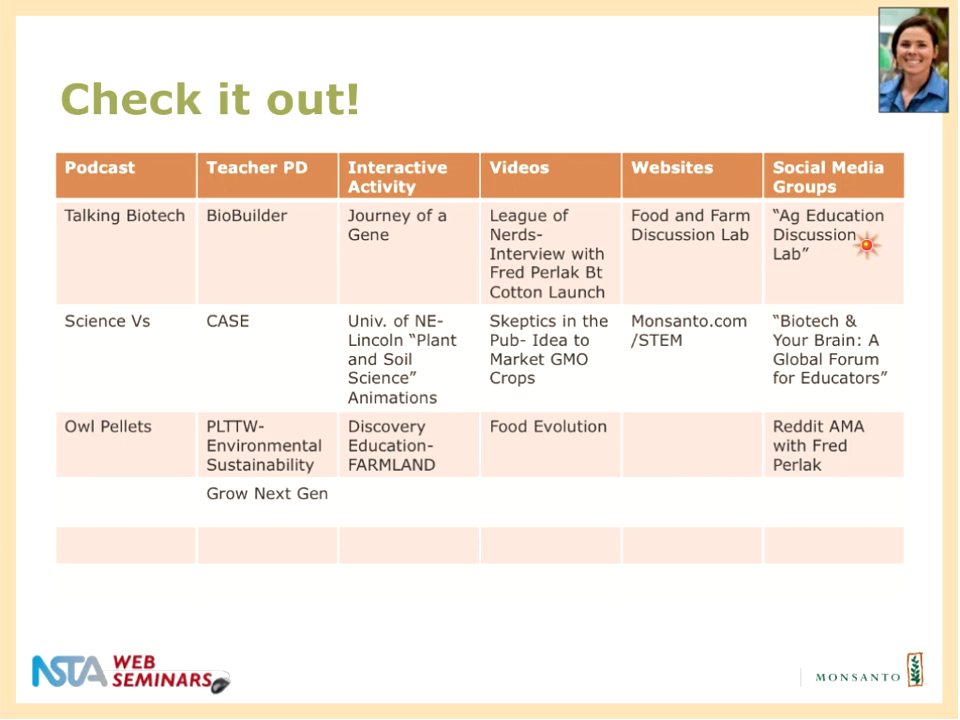 Check it out!
Podcast
Teacher PD
Interactive
Activity
Videos
Websites
Social Media
Groups
Talking Biotech
BioBuilder
Journey of a
Gene
League of
Nerds-
Interview with
Fred Perlak Bt
Cotton Launch
Food and Farm
Discussion Lab
“Ag Education
Discussion
Lab”
Science Vs
CASE
Univ. of NE-
Lincoln “Plant
and Soil
Science”
Animations
Skeptics in the
Pub- Idea to
Market GMO
Crops
Monsanto.com
/STEM
“Biotech &
Your Brain: A
Global Forum
for Educators”
Owl Pellets
PLTTW-
Environmental
Sustainability
Discovery
Education-
FARMLAND
Food Evolution
Reddit AMA
with Fred
Perlak
Grow Next Gen
NSTA WEB
SEMINARS
MONSANTO